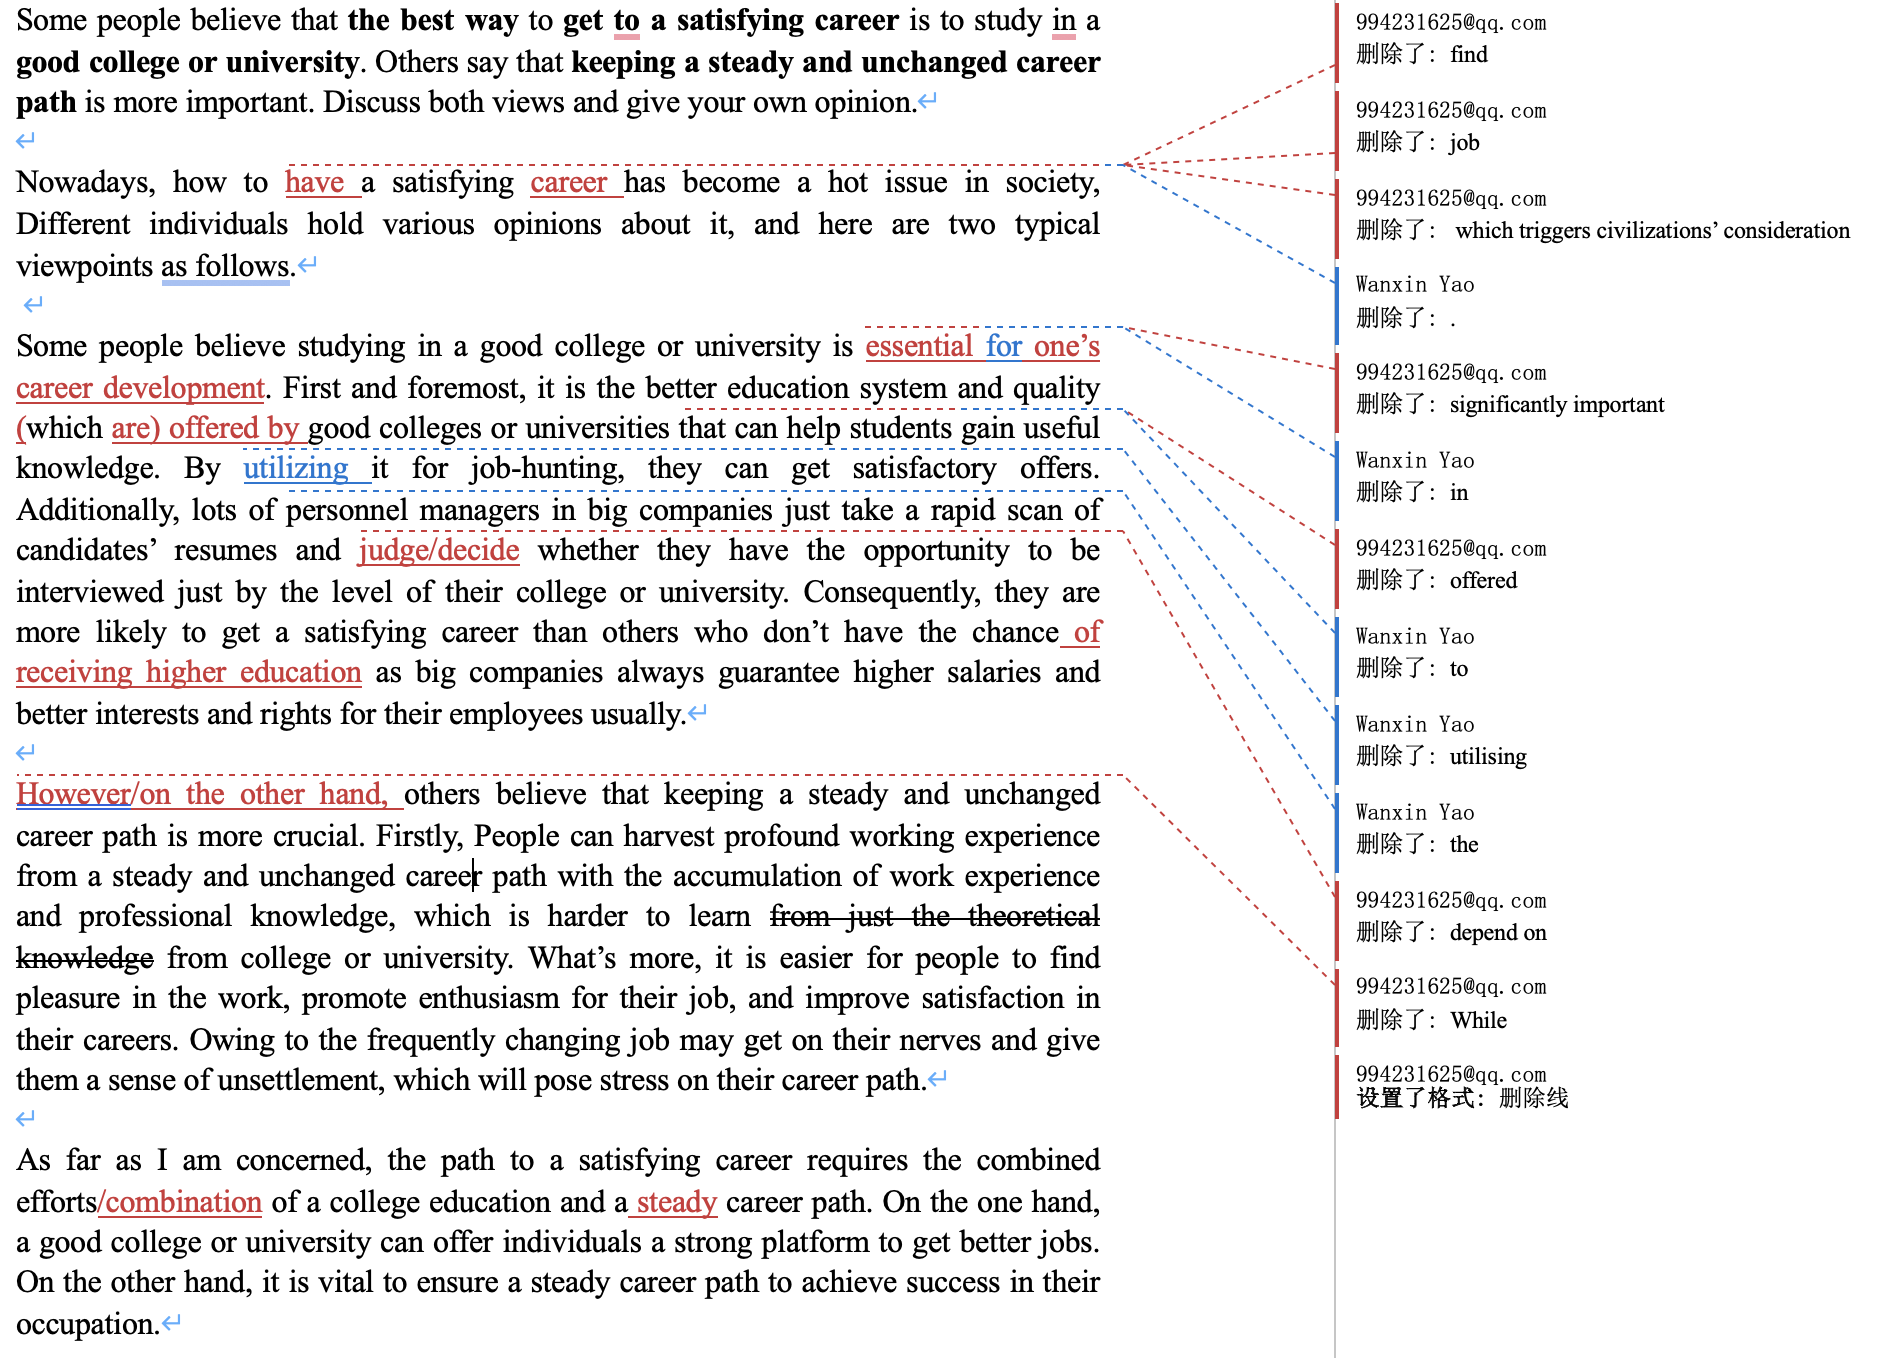 Some people believe that the best way to get to a satisfying career is to study in a
good college or university. Others say that keeping a steady and unchanged career
path is more important. Discuss both views and give your own opinion.↵
↵
Nowadays, how to have a satisfying career has become a hot issue in society,
Different individuals hold various opinions about it, and here are two typical
viewpoints as follows.↵
↵
Some people believe studying in a good college or university is essential for one’s
career development. First and foremost, it is the better education system and quality
(which are) offered by good colleges or universities that can help students gain useful
knowledge. By utilizing it for job-hunting, they can get satisfactory offers.
Additionally, lots of personnel managers in big companies just take a rapid scan of
candidates’ resumes and judge/decide whether they have the opportunity to be
interviewed just by the level of their college or university. Consequently, they are
more likely to get a satisfying career than others who don’t have the chance of
receiving higher education as big companies always guarantee higher salaries and
better interests and rights for their employees usually.↵
↵
However/on the other hand, others believe that keeping a steady and unchanged
career path is more crucial. Firstly, People can harvest profound working experience
from a steady and unchanged career path with the accumulation of work experience
and professional knowledge, which is harder to learn from just the theoretical
knowledge from college or university. What’s more, it is easier for people to find
pleasure in the work, promote enthusiasm for their job, and improve satisfaction in
their careers. Owing to the frequently changing job may get on their nerves and give
them a sense of unsettlement, which will pose stress on their career path.↵
↵
As far as I am concerned, the path to a satisfying career requires the combined
efforts/combination of a college education and a steady career path. On the one hand,
a good college or university can offer individuals a strong platform to get better jobs.
On the other hand, it is vital to ensure a steady career path to achieve success in their
occupation.↵
994231625@qq.com
删除了: find
994231625@qq.com
删除了: job
994231625@qq.com
删除了: which triggers civilizations’ consideration
Wanxin Yao
删除了: .
994231625@qq.com
删除了: significantly important
Wanxin Yao
删除了: in
994231625@qq.com
删除了: offered
Wanxin Yao
删除了: to
Wanxin Yao
删除了: utilising
Wanxin Yao
删除了: the
994231625@qq.com
删除了: depend on
994231625@qq.com
删除了: While
994231625@qq.com
设置了格式: 删除线